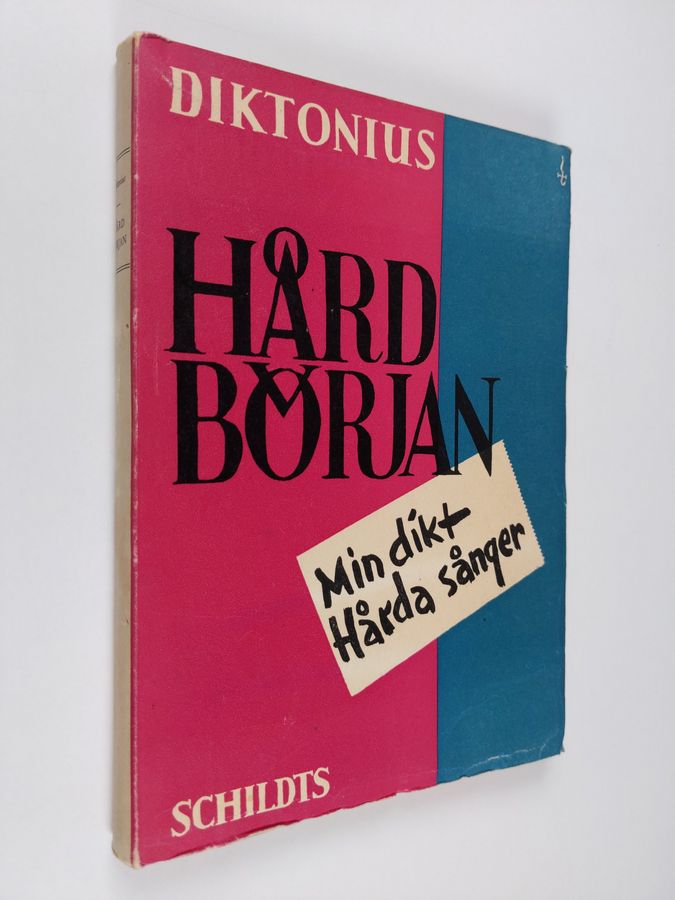 DIKTONIUS
HÅRD
BÖRJAN
Min dikt
Hårda sånger
SCHILDTS